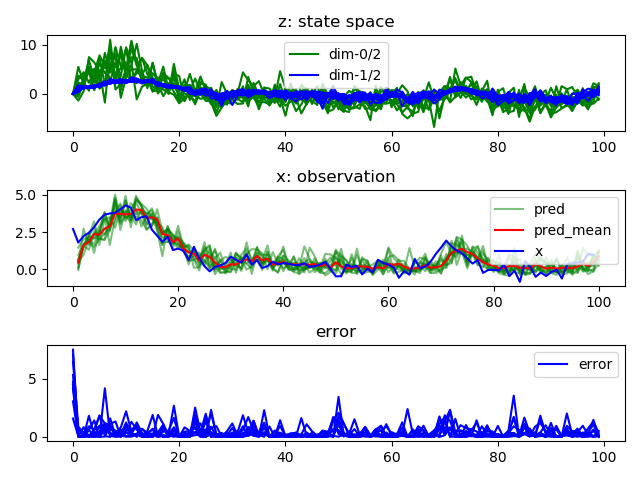 z: state space
10
0
dim-0/2
dim-1/2
0 20 40 60 80 100
x: observation
5.0
2.5
0.0
pred
pred_mean
x
0 20 40 60 80 100
error
5
0
error
0 20 40 60 80 100